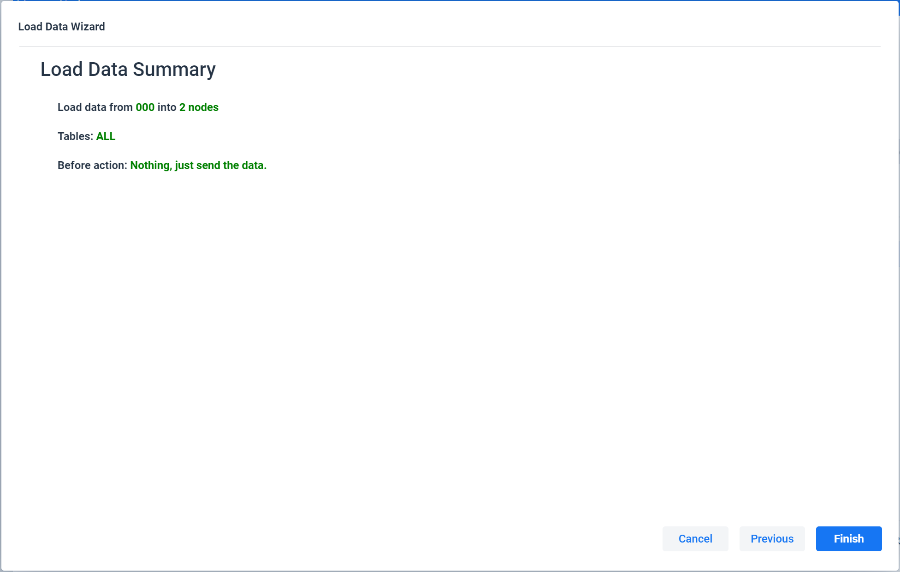 Load Data Wizard
Load Data Summary
Load data from 000 into 2 nodes
Tables: ALL
Before action: Nothing, just send the data.
Cancel Previous Finish